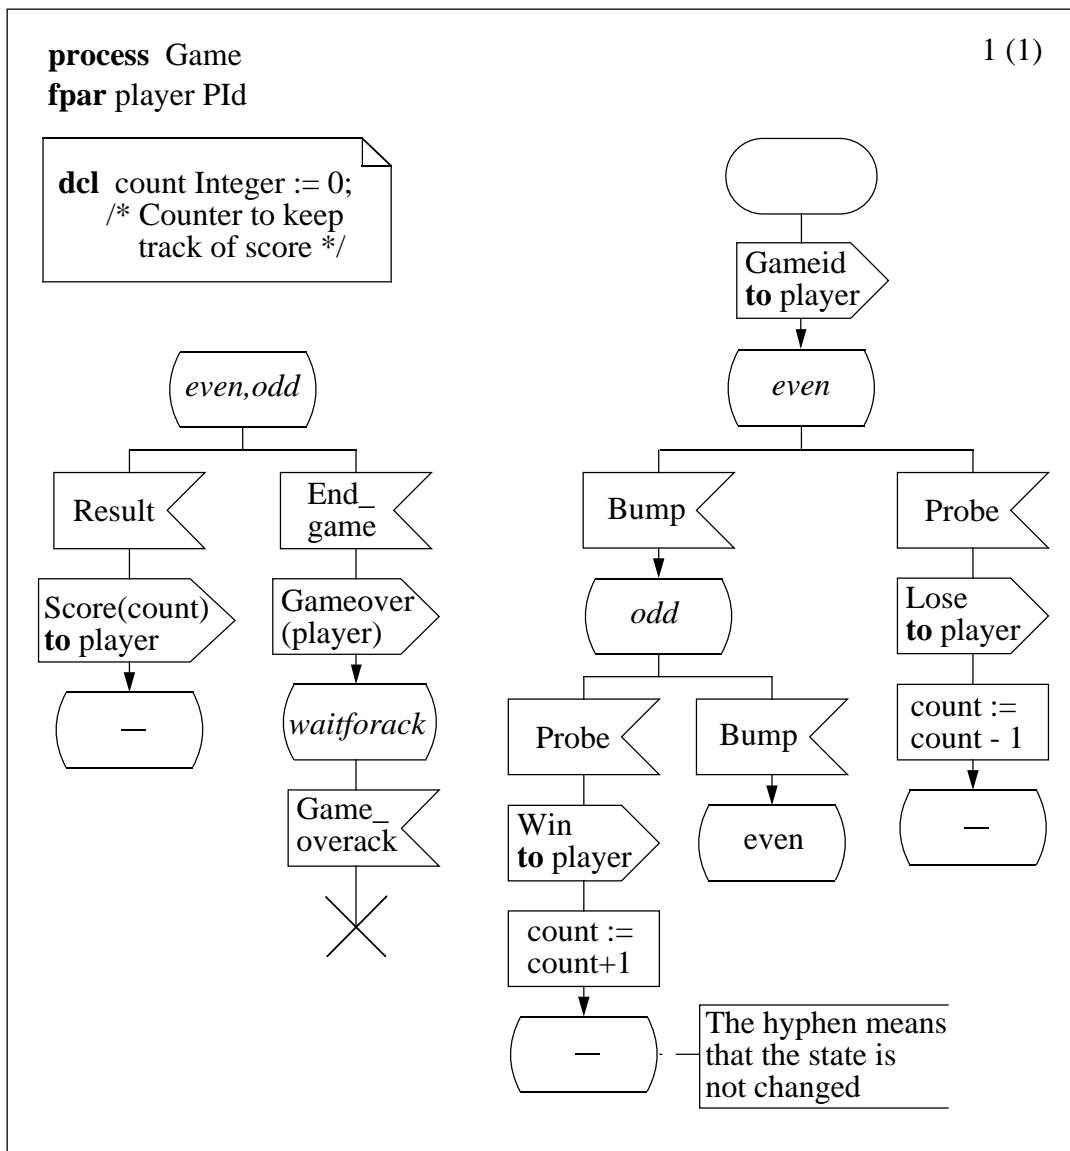 process Game
1 (1)
fpar player PId
dcl count Integer := 0;
/* Counter to keep
track of score */
Gameid
to player
even,odd
even
Result
End_
game
Bump
Probe
Score(count)
to player
Gameover
(player)
odd
Lose
to player
waitforack
Probe
Bump
count :=
count - 1
—
Game_
overack
Win
to player
even
—
count :=
count+1
—
The hyphen means
that the state is
not changed